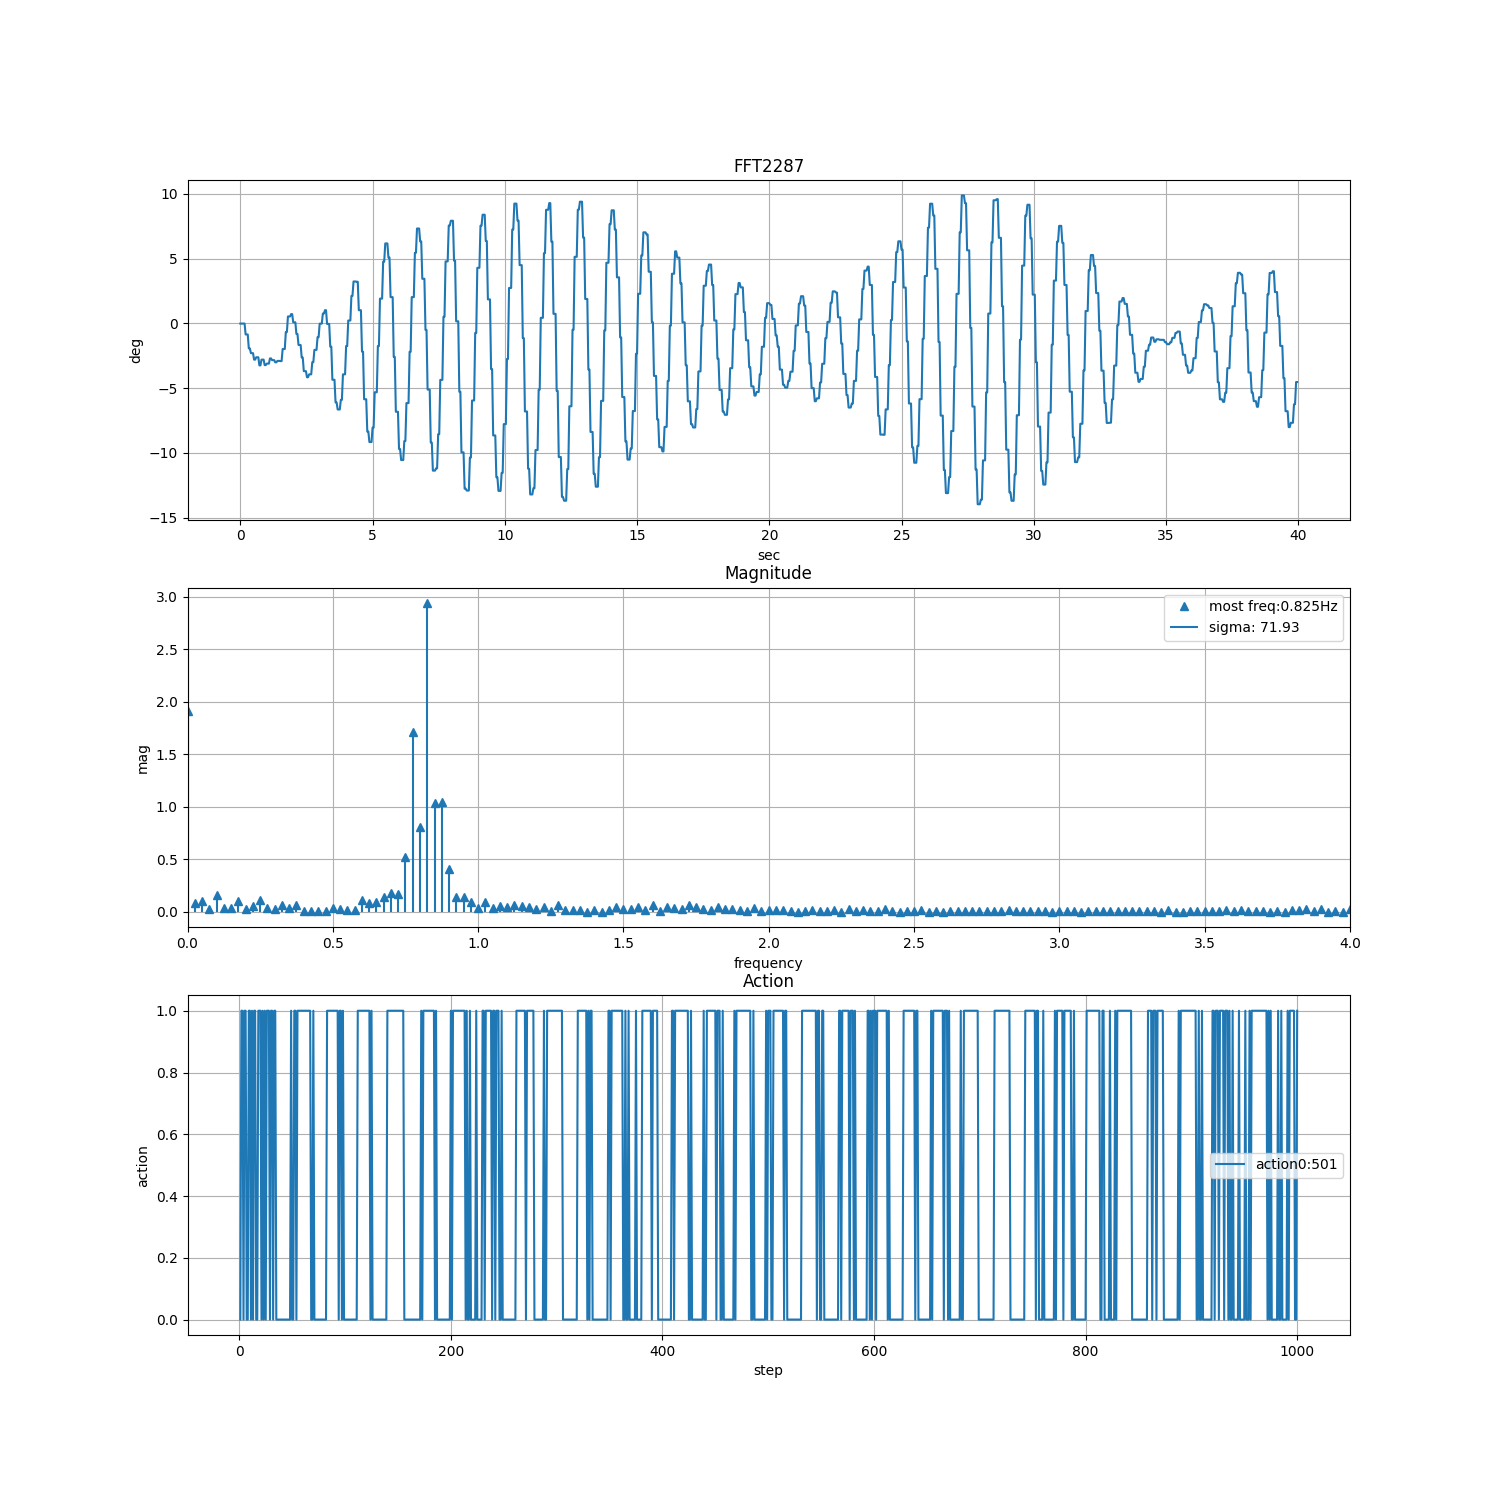 FFT2287
10
5
0
−5
−10
−15
deg
0 5 10 15 20 25 30 35 40
sec
Magnitude
3.0
2.5
2.0
1.5
1.0
0.5
0.0
mag
most freq:0.825Hz
sigma: 71.93
0.0 0.5 1.0 1.5 2.0 2.5 3.0 3.5 4.0
frequency
Action
1.0
0.8
0.6
0.4
0.2
0.0
action
action0:501
0 200 400 600 800 1000
step